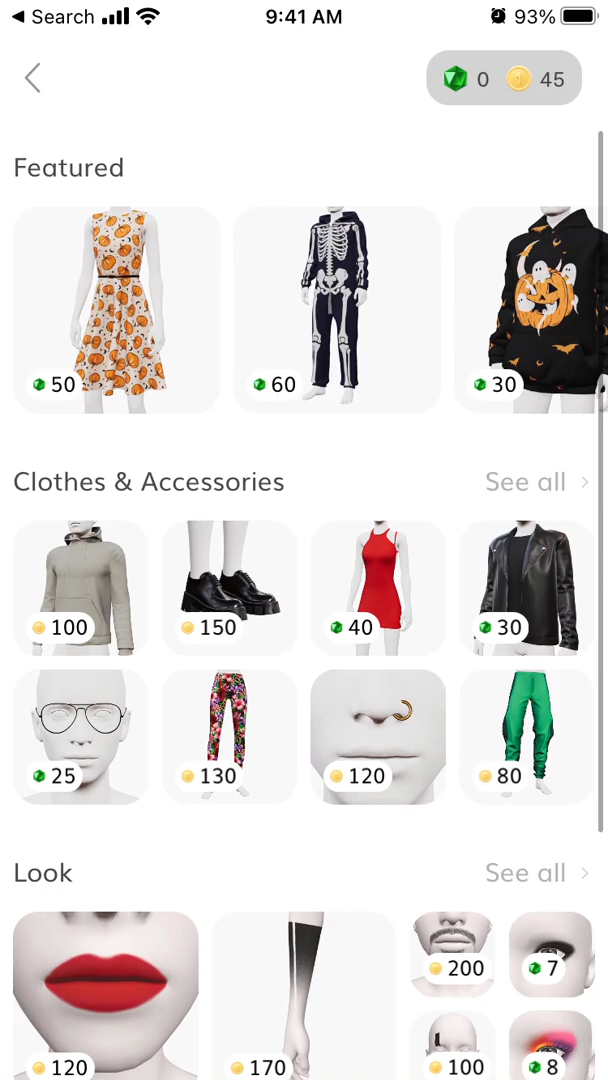 Search
9:41 AM
93%
0
45
Featured
50
60
30
Clothes & Accessories
See all
100
150
40
30
25
130
120
80
Look
See all
120
170
200
7
100
8